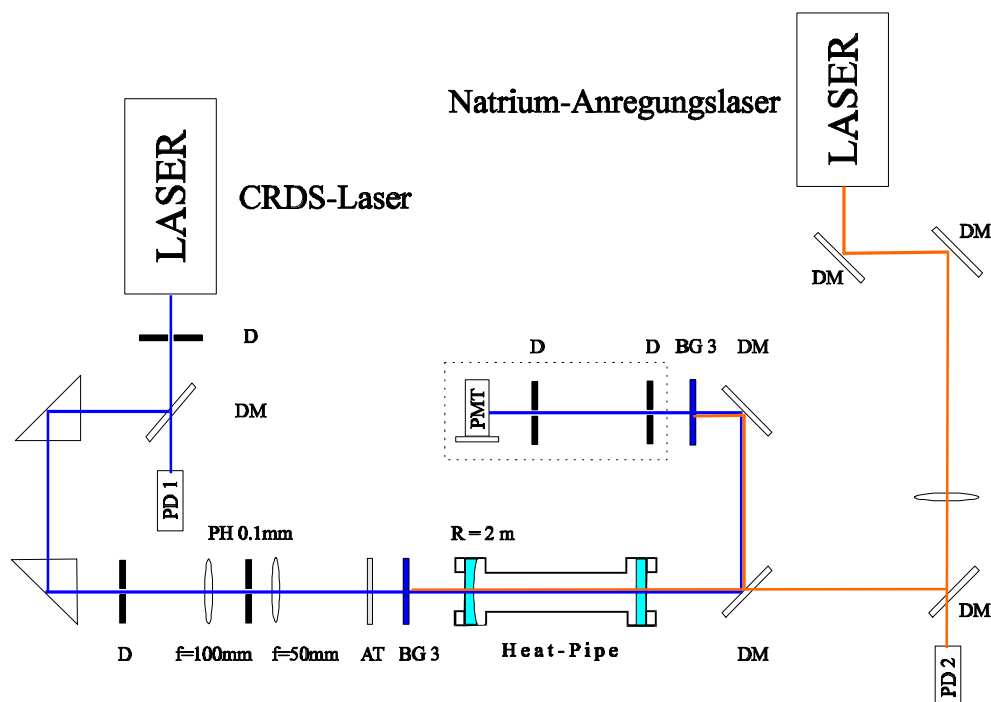 LASER
Natrium-Anregungslaser
LASER
CRDS-Laser
DM
DM
D
D
D
BG 3
DM
DM
PMT
PD 1
PH 0.1mm
R = 2 m
DM
D
f=100mm
f=50mm
AT
BG 3
Heat-Pipe
DM
PD 2